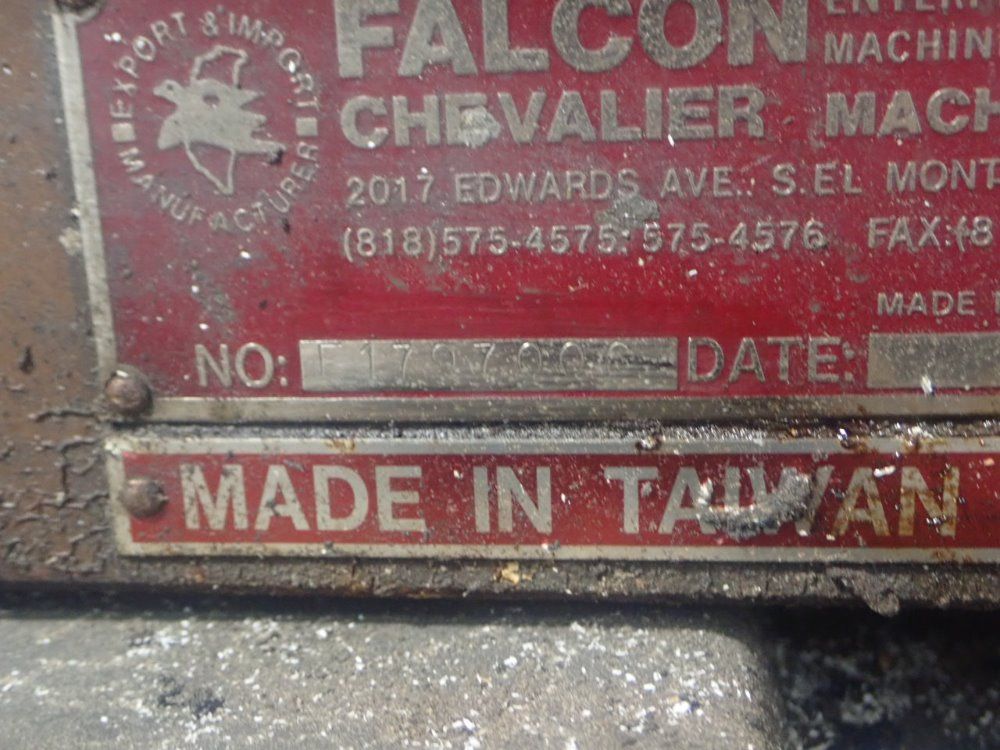 EXPORT & IMPORT
MANUFACTURER
FALCON
MACHIN
CHEVALIER MACH
2017 EDWARDS AVE., S.EL MONT
(818)575-4575; 575-4576 FAX:(8
MADE
NO: DATE:
MADE IN TAIWAN